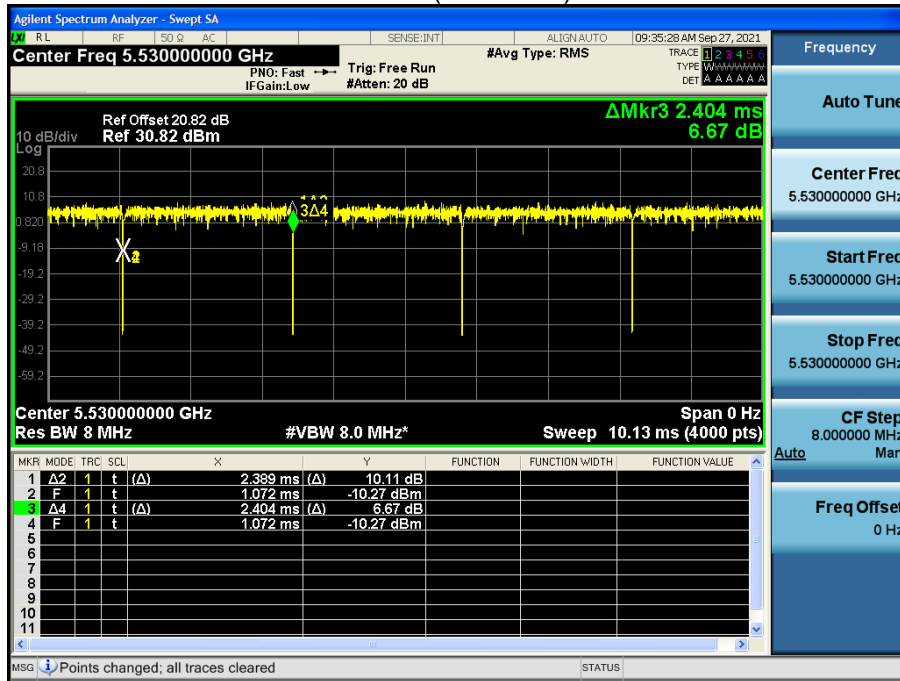 Agilent Spectrum Analyzer - Swept SA
LXI RL RF 50 Ω AC SENSE:INT ALIGN AUTO 09:35:28 AM Sep 27, 2021
Center Freq 5.530000000 GHz #Avg Type: RMS TRACE 1 2 3 4 5 6
PNO: Fast Trig: Free Run TYPE WWWWWW
IFGain:Low #Atten: 20 dB DET A A A A A A
ΔMkr3 2.404 ms
6.67 dB
Ref Offset 20.82 dB
10 dB/div Ref 30.82 dBm
Log
20.8
10.8
0.820
-9.18
-19.2
-29.2
-39.2
-49.2
-59.2
3Δ4
Center 5.530000000 GHz Span 0 Hz
Res BW 8 MHz #VBW 8.0 MHz* Sweep 10.13 ms (4000 pts)
MKR MODE TRC SCL X Y FUNCTION FUNCTION WIDTH FUNCTION VALUE
1 Δ2 1 t (Δ) 2.389 ms (Δ) 10.11 dB
2 F 1 t 1.072 ms -10.27 dBm
3 Δ4 1 t (Δ) 2.404 ms (Δ) 6.67 dB
4 F 1 t 1.072 ms -10.27 dBm
5
6
7
8
9
10
11
MSG Points changed; all traces cleared STATUS
Frequency
Auto Tune
Center Freq
5.530000000 GHz
Start Freq
5.530000000 GHz
Stop Freq
5.530000000 GHz
CF Step
8.000000 MHz
Auto Man
Freq Offset
0 Hz